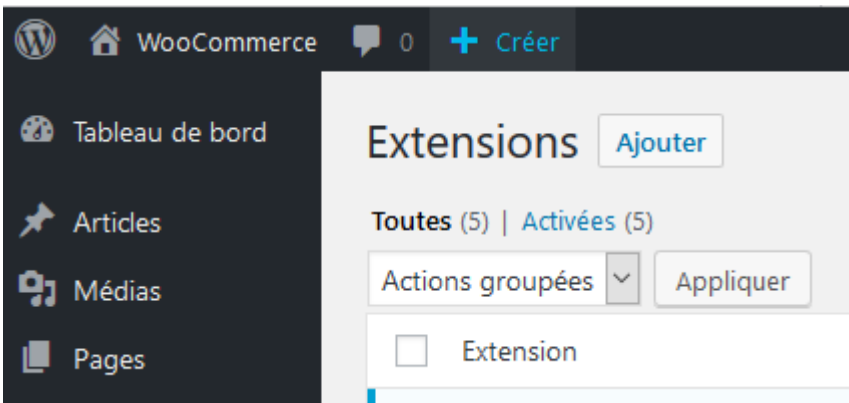 WooCommerce 0 Créer
Tableau de bord
Articles
Médias
Pages
Extensions Ajouter
Toutes (5) | Activées (5)
Actions groupées Appliquer
Extension